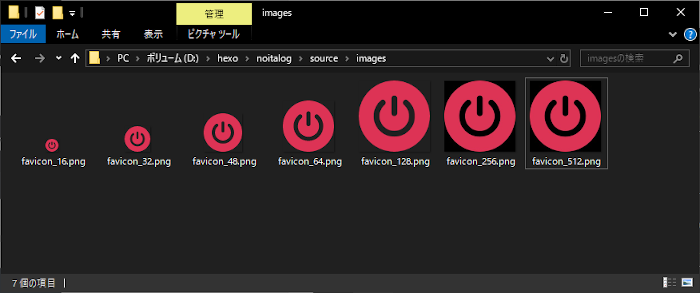 管理
images
ファイル
ホーム
共有
表示
ピクチャ ツール
PC > ボリューム (D:) > hexo > noitalog > source > images
imagesの検索
favicon_16.png
favicon_32.png
favicon_48.png
favicon_64.png
favicon_128.png
favicon_256.png
favicon_512.png
7 個の項目